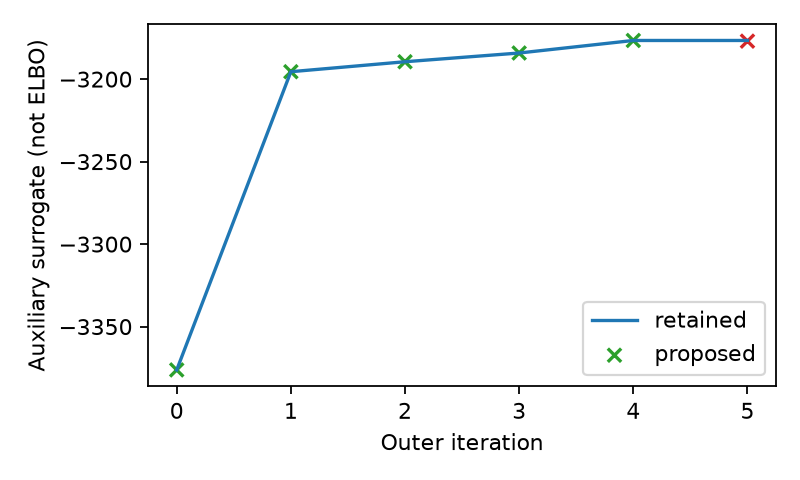 Auxiliary surrogate (not ELBO)
−3200
−3250
−3300
−3350
retained
proposed
0 1 2 3 4 5
Outer iteration